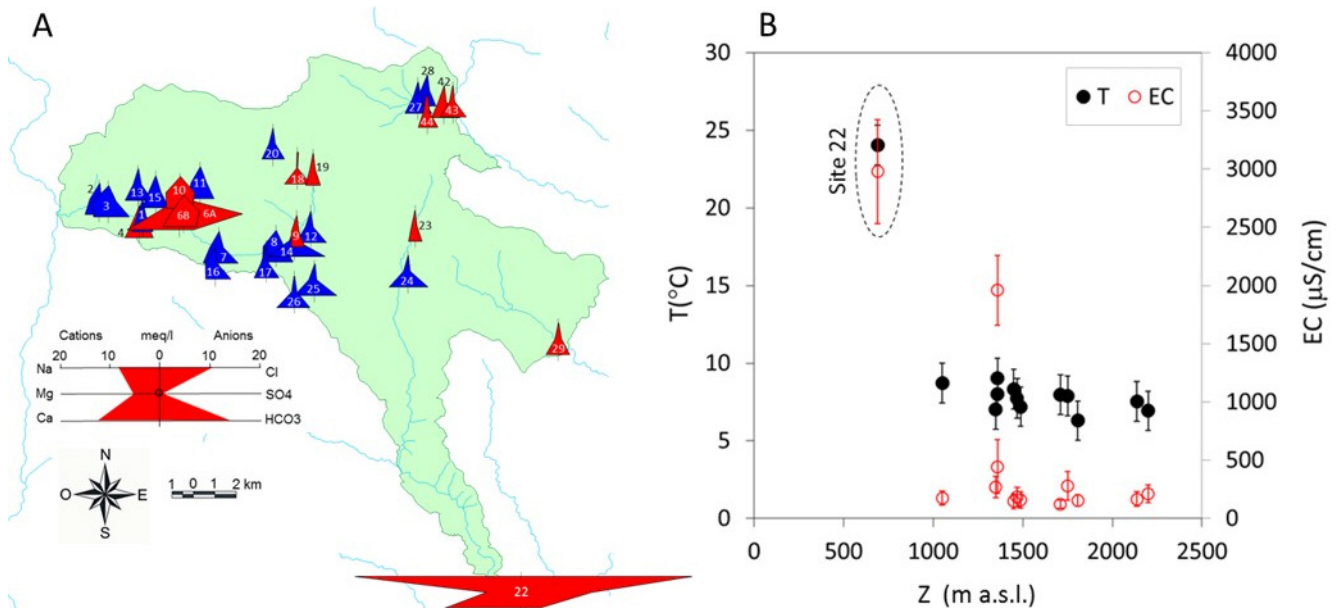 A
28
42
27
43
44
20
19
18
13
11
10
2
15
3
1
6B
6A
4
9
12
23
8
14
7
17
16
24
25
26
29
Cations meq/l Anions
20 10 0 10 20
Na Cl
Mg SO4
Ca HCO3
N
O E
S
1 0 1 2 km
22
B
30
25
20
15
10
5
0
T(°C)
4000
3500
3000
2500
2000
1500
1000
500
0
EC (µS/cm)
T EC
Site 22
0 500 1000 1500 2000 2500
Z (m a.s.l.)